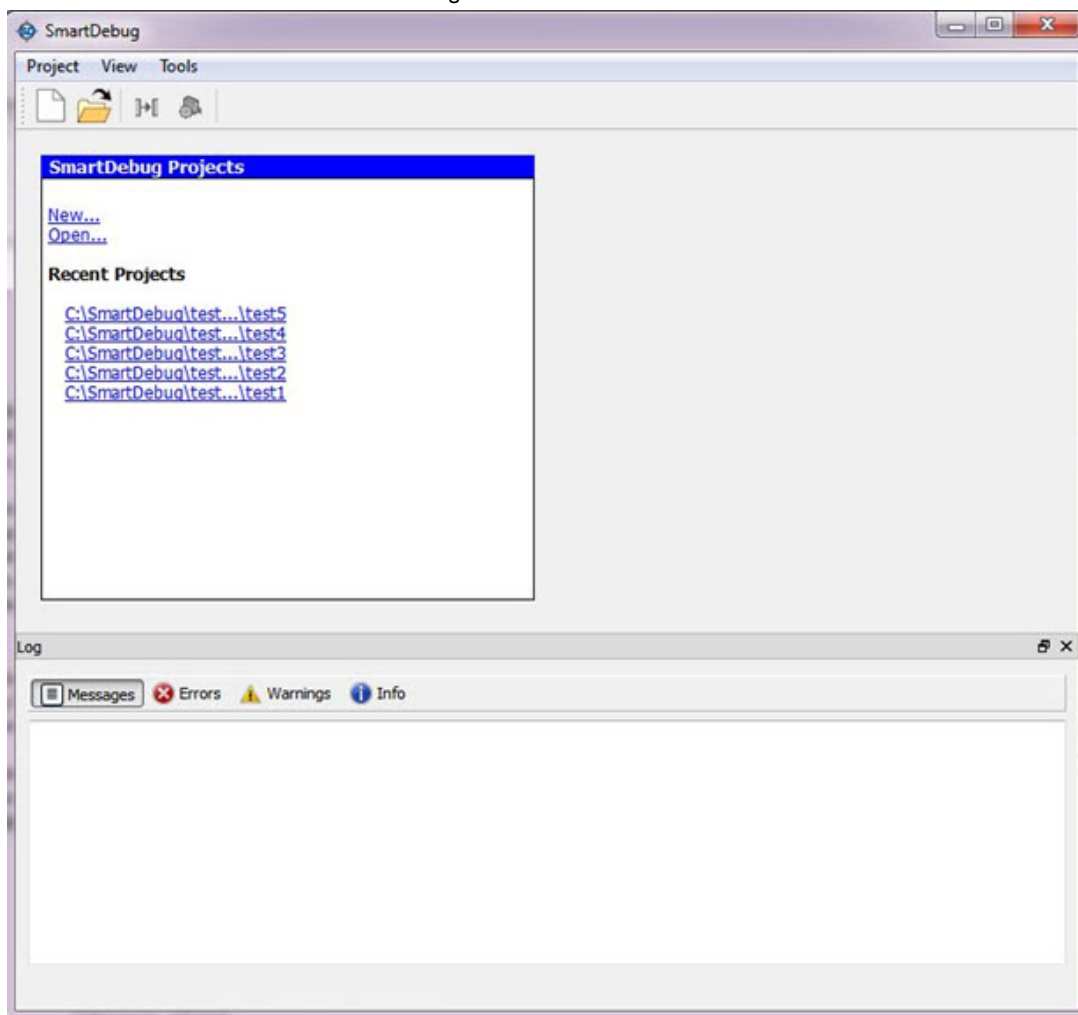 SmartDebug
Project View Tools
SmartDebug Projects
New...
Open...
Recent Projects
C:\SmartDebug\test...\test5
C:\SmartDebug\test...\test4
C:\SmartDebug\test...\test3
C:\SmartDebug\test...\test2
C:\SmartDebug\test...\test1
Log
Messages Errors Warnings Info